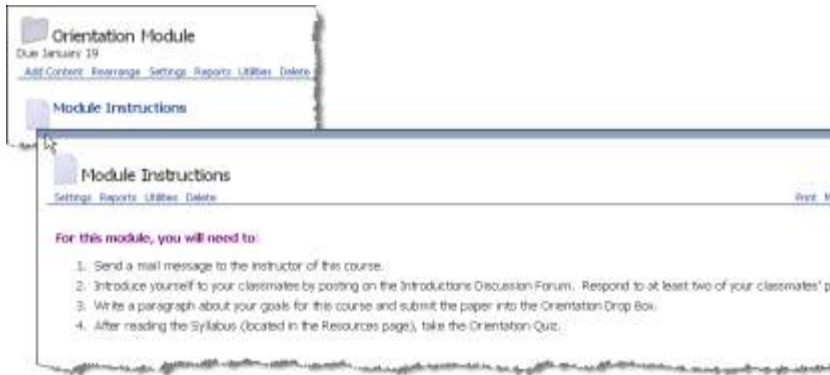 Orientation Module
Due January 19
Add Content Rearrange Settings Reports Utilities Delete
Module Instructions
Module Instructions
Settings Reports Utilities Delete
Print
For this module, you will need to:
1. Send a mail message to the instructor of this course.
2. Introduce yourself to your classmates by posting on the Introductions Discussion Forum. Respond to at least two of your classmates'
3. Write a paragraph about your goals for this course and submit the paper into the Orientation Drop Box.
4. After reading the Syllabus (located in the Resources page), take the Orientation Quiz.